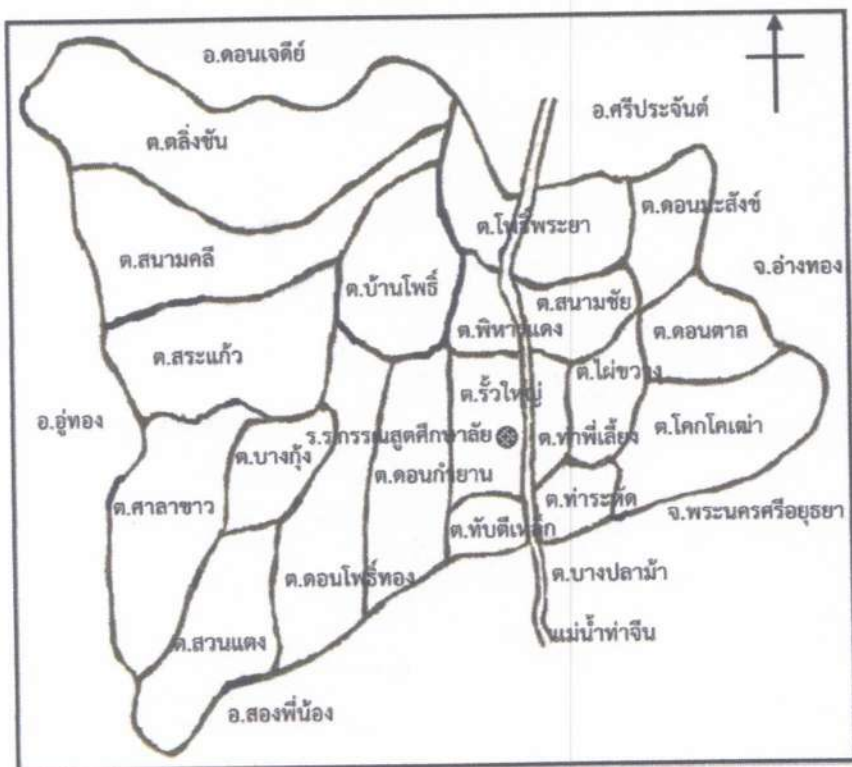 อ.ดอนเจดีย์
อ.ศรีประจันต์
ต.ตลิ่งชัน
ต.ดอนมะสังข์
ต.โพธิ์พระยา
ต.สนามคลี
จ.อ่างทอง
ต.บ้านโพธิ์
ต.สนามชัย
ต.พิหารแดง
ต.ดอนตาล
ต.สระแก้ว
ต.ไผ่ขวาง
ต.รั้วใหญ่
อ.อู่ทอง
ต.โคกโคเฒ่า
ร.ร.กรรณสูตศึกษาลัย
ต.ท่าพี่เลี้ยง
ต.บางกุ้ง
ต.ดอนกำยาน
ต.ศาลาขาว
ต.ท่าระหัด
จ.พระนครศรีอยุธยา
ต.ทับตีเหล็ก
ต.ดอนโพธิ์ทอง
ต.บางปลาม้า
ต.สวนแตง
แม่น้ำท่าจีน
อ.สองพี่น้อง